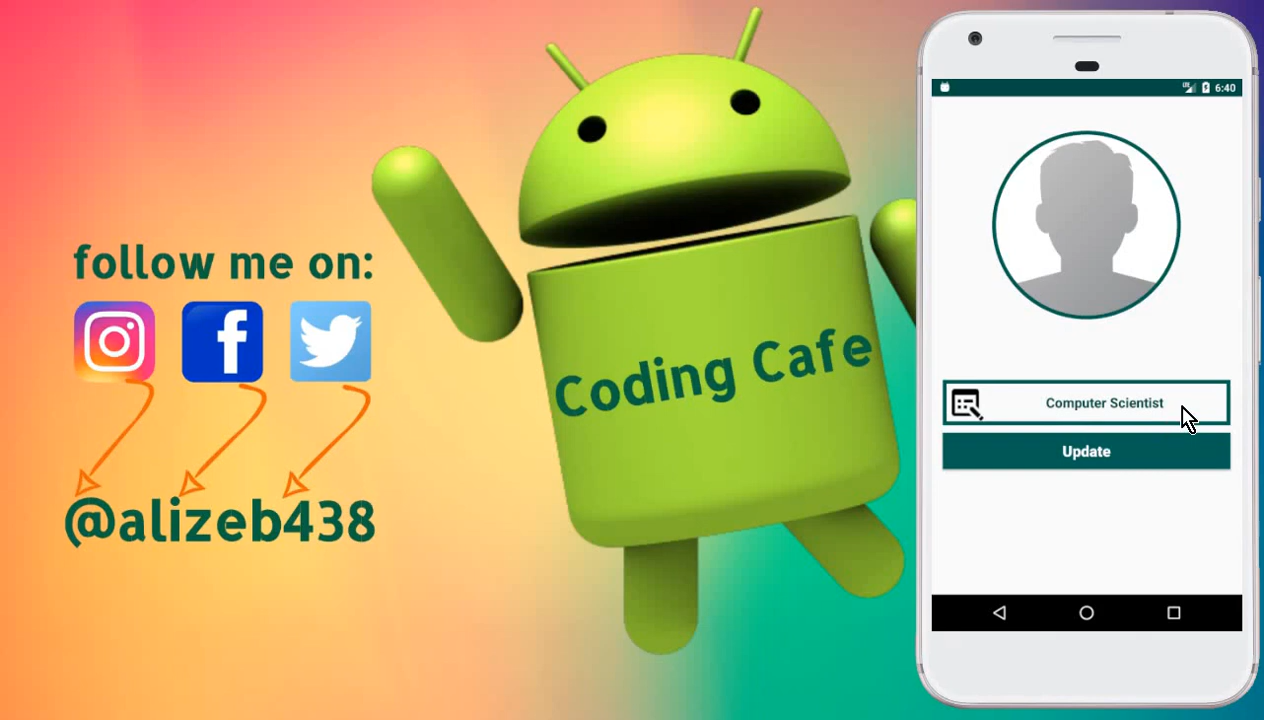 follow me on:
@alizeb438
Coding Cafe
6:40
Computer Scientist
Update